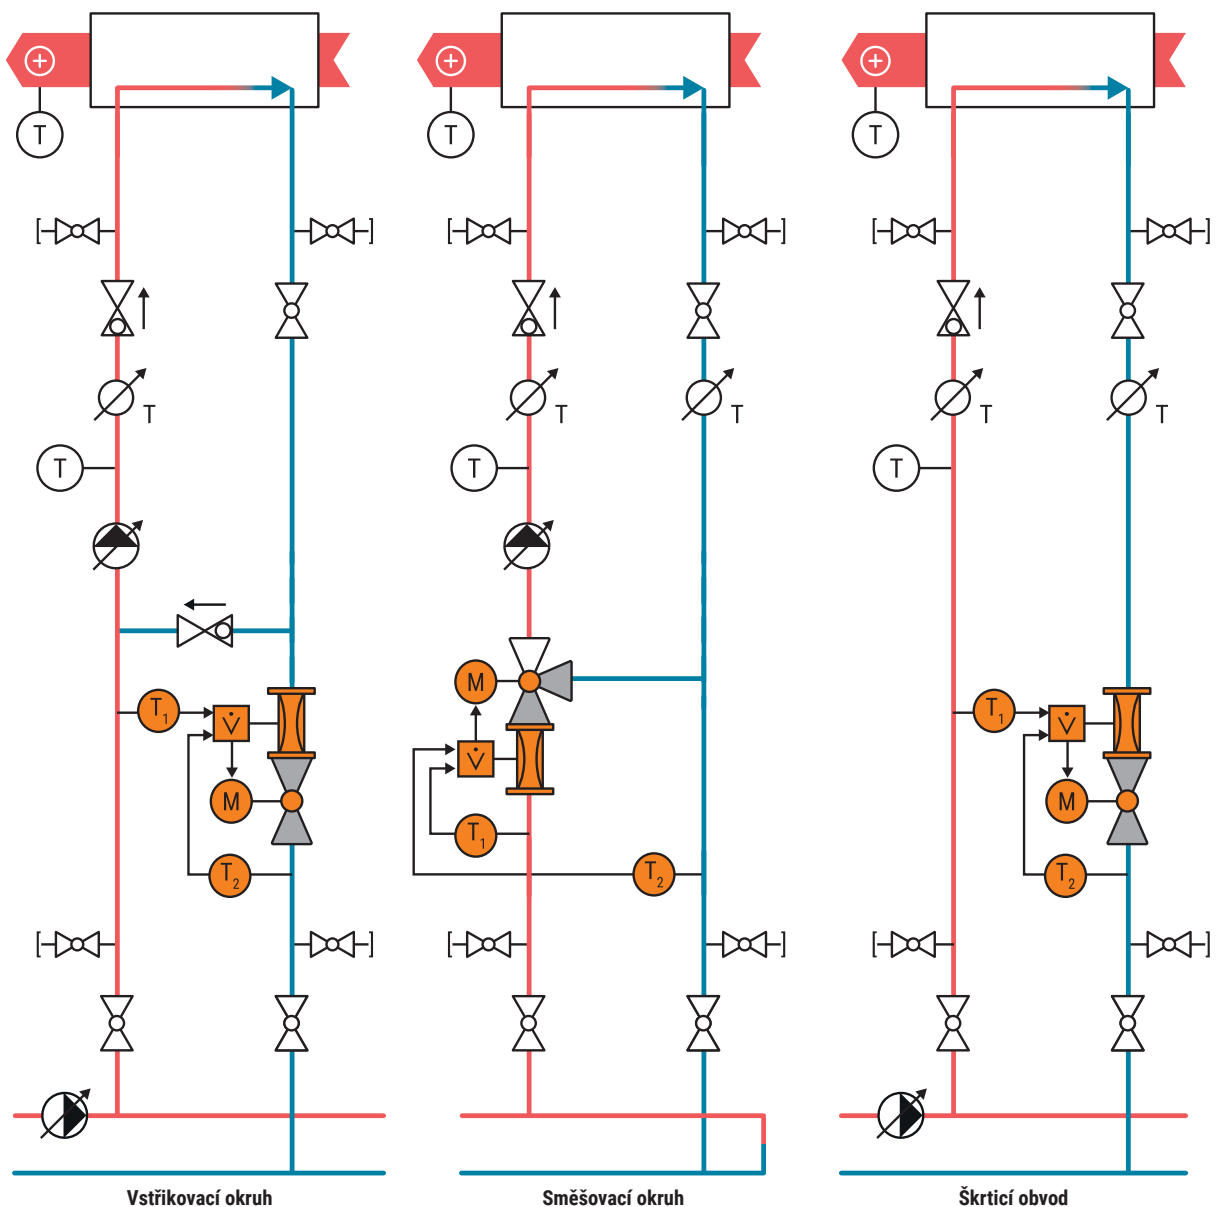 T T T
T T T T T
T T T
T₁ V̇ M T₁ V̇
M V̇ M
T₂ T₁ T₂ T₂
Vstřikovací okruh Směšovací okruh Škrticí obvod